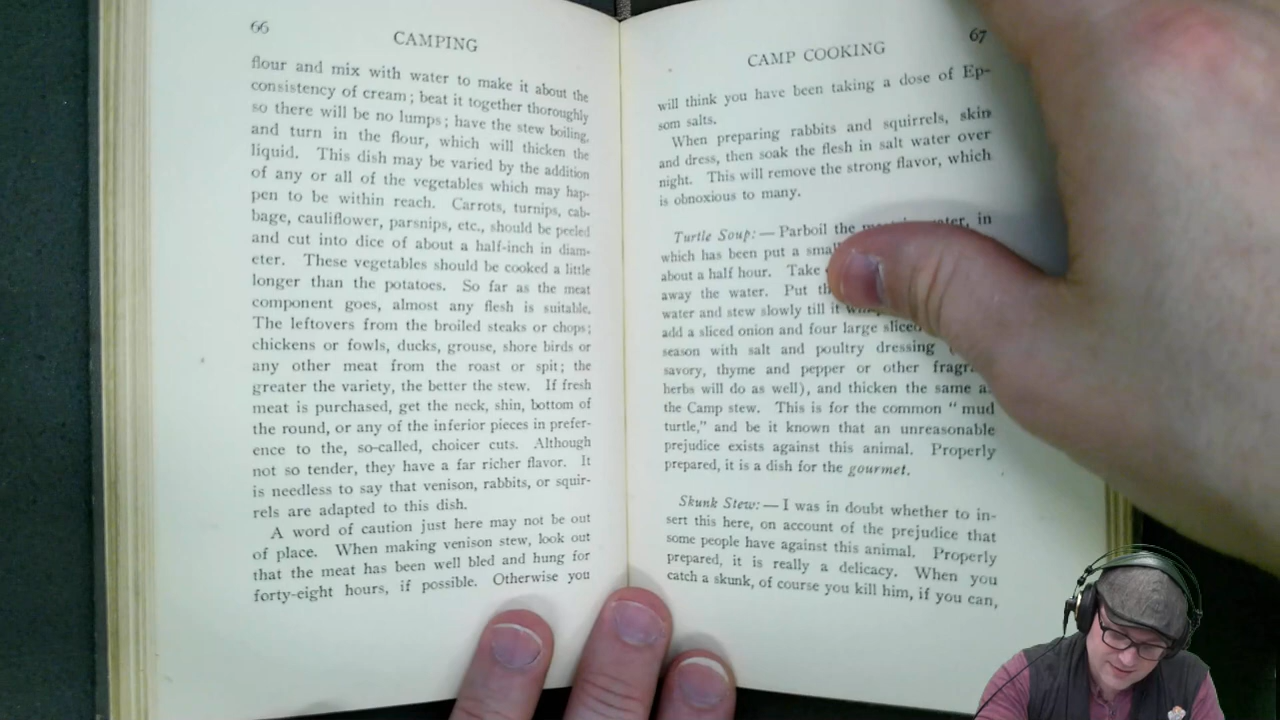 66
CAMPING
flour and mix with water to make it about the
consistency of cream; beat it together thoroughly
so there will be no lumps; have the stew boiling,
and turn in the flour, which will thicken the
liquid. This dish may be varied by the addition
of any or all of the vegetables which may hap-
pen to be within reach. Carrots, turnips, cab-
bage, cauliflower, parsnips, etc., should be peeled
and cut into dice of about a half-inch in diam-
eter. These vegetables should be cooked a little
longer than the potatoes. So far as the meat
component goes, almost any flesh is suitable.
The leftovers from the broiled steaks or chops;
chickens or fowls, ducks, grouse, shore birds or
any other meat from the roast or spit; the
greater the variety, the better the stew. If fresh
meat is purchased, get the neck, shin, bottom of
the round, or any of the inferior pieces in prefer-
ence to the, so-called, choicer cuts. Although
not so tender, they have a far richer flavor. It
is needless to say that venison, rabbits, or squir-
rels are adapted to this dish.
A word of caution just here may not be out
of place. When making venison stew, look out
that the meat has been well bled and hung for
forty-eight hours, if possible. Otherwise you
CAMP COOKING
67
will think you have been taking a dose of Ep-
som salts.
When preparing rabbits and squirrels, skin
and dress, then soak the flesh in salt water over
night. This will remove the strong flavor, which
is obnoxious to many.
Turtle Soup:— Parboil the in
which has been put a
about a half hour. Take
away the water. Put
water and stew slowly till it
add a sliced onion and four large sliced
season with salt and poultry dressing
savory, thyme and pepper or other
herbs will do as well), and thicken the same
the Camp stew. This is for the common "mud
turtle," and be it known that an unreasonable
prejudice exists against this animal. Properly
prepared, it is a dish for the gourmet.
Skunk Stew:— I was in doubt whether to in-
sert this here, on account of the prejudice that
some people have against this animal. Properly
prepared, it is really a delicacy. When you
catch a skunk, of course you kill him, if you can,